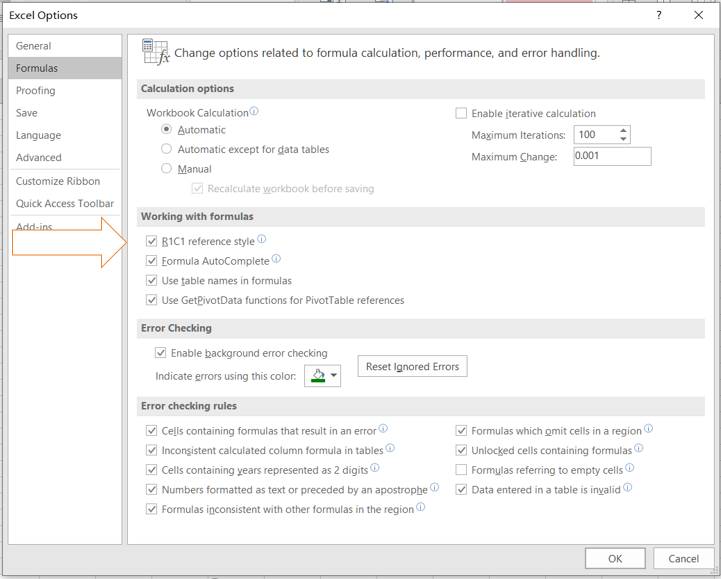 Excel Options
?
General
Formulas
Proofing
Save
Language
Advanced
Customize Ribbon
Quick Access Toolbar
Add-ins
fx
Change options related to formula calculation, performance, and error handling.
Calculation options
Workbook Calculation
Automatic
Automatic except for data tables
Manual
Recalculate workbook before saving
Enable iterative calculation
Maximum Iterations: 100
Maximum Change: 0.001
Working with formulas
R1C1 reference style
Formula AutoComplete
Use table names in formulas
Use GetPivotData functions for PivotTable references
Error Checking
Enable background error checking
Indicate errors using this color:
Reset Ignored Errors
Error checking rules
Cells containing formulas that result in an error
Inconsistent calculated column formula in tables
Cells containing years represented as 2 digits
Numbers formatted as text or preceded by an apostrophe
Formulas inconsistent with other formulas in the region
Formulas which omit cells in a region
Unlocked cells containing formulas
Formulas referring to empty cells
Data entered in a table is invalid
OK
Cancel